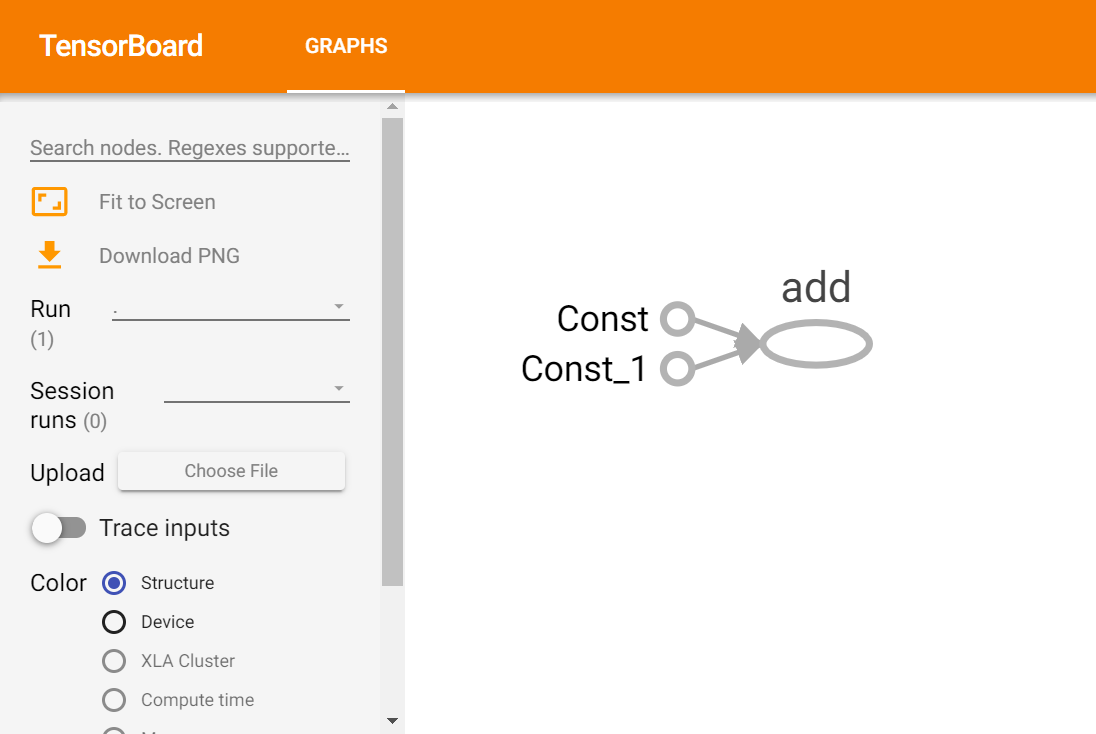 TensorBoard GRAPHS
Search nodes. Regexes supporte...
Fit to Screen
Download PNG
Run .
(1)
Session
runs (0)
Upload Choose File
Trace inputs
Color Structure
Device
XLA Cluster
Compute time
add
Const
Const_1